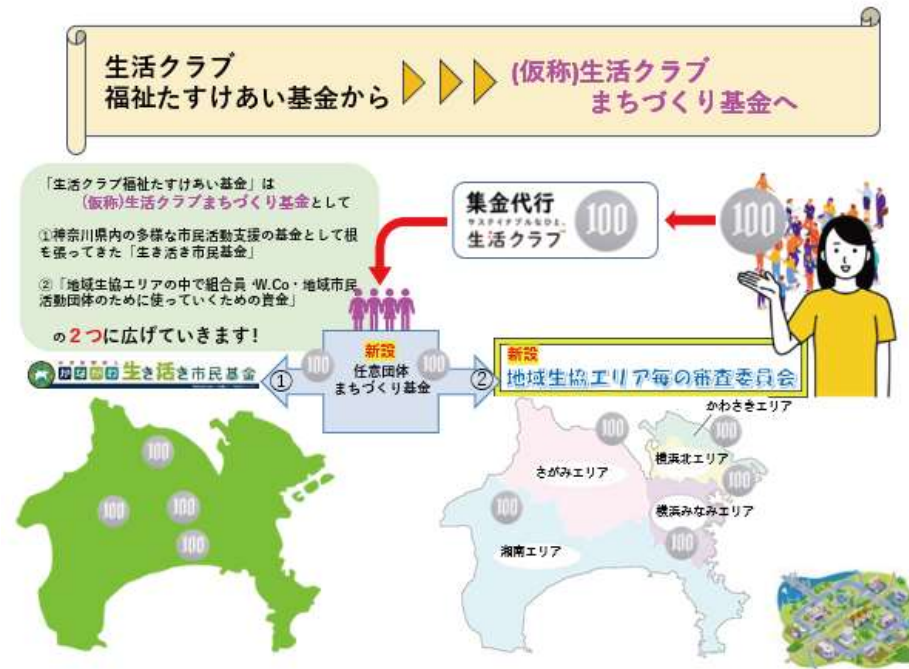 生活クラブ
福祉たすけあい基金から
(仮称)生活クラブ
まちづくり基金へ
「生活クラブ福祉たすけあい基金」は
(仮称)生活クラブまちづくり基金として
①神奈川県内の多様な市民活動支援の基金として根
を張ってきた「生き活き市民基金」
②「地域生協エリアの中で組合員・W.Co・地域市民
活動団体のために使っていくための資金」
の2つに広げていきます!
集金代行
サステイナブルなひと、
生活クラブ
100
100
かながわ生き活き市民基金
①
100
新設
任意団体
まちづくり基金
100
②
新設
地域生協エリア毎の審査委員会
100
100
100
100
かわさきエリア
100
100
横浜北エリア
さがみエリア
100
100
横浜みなみエリア
100
湘南エリア